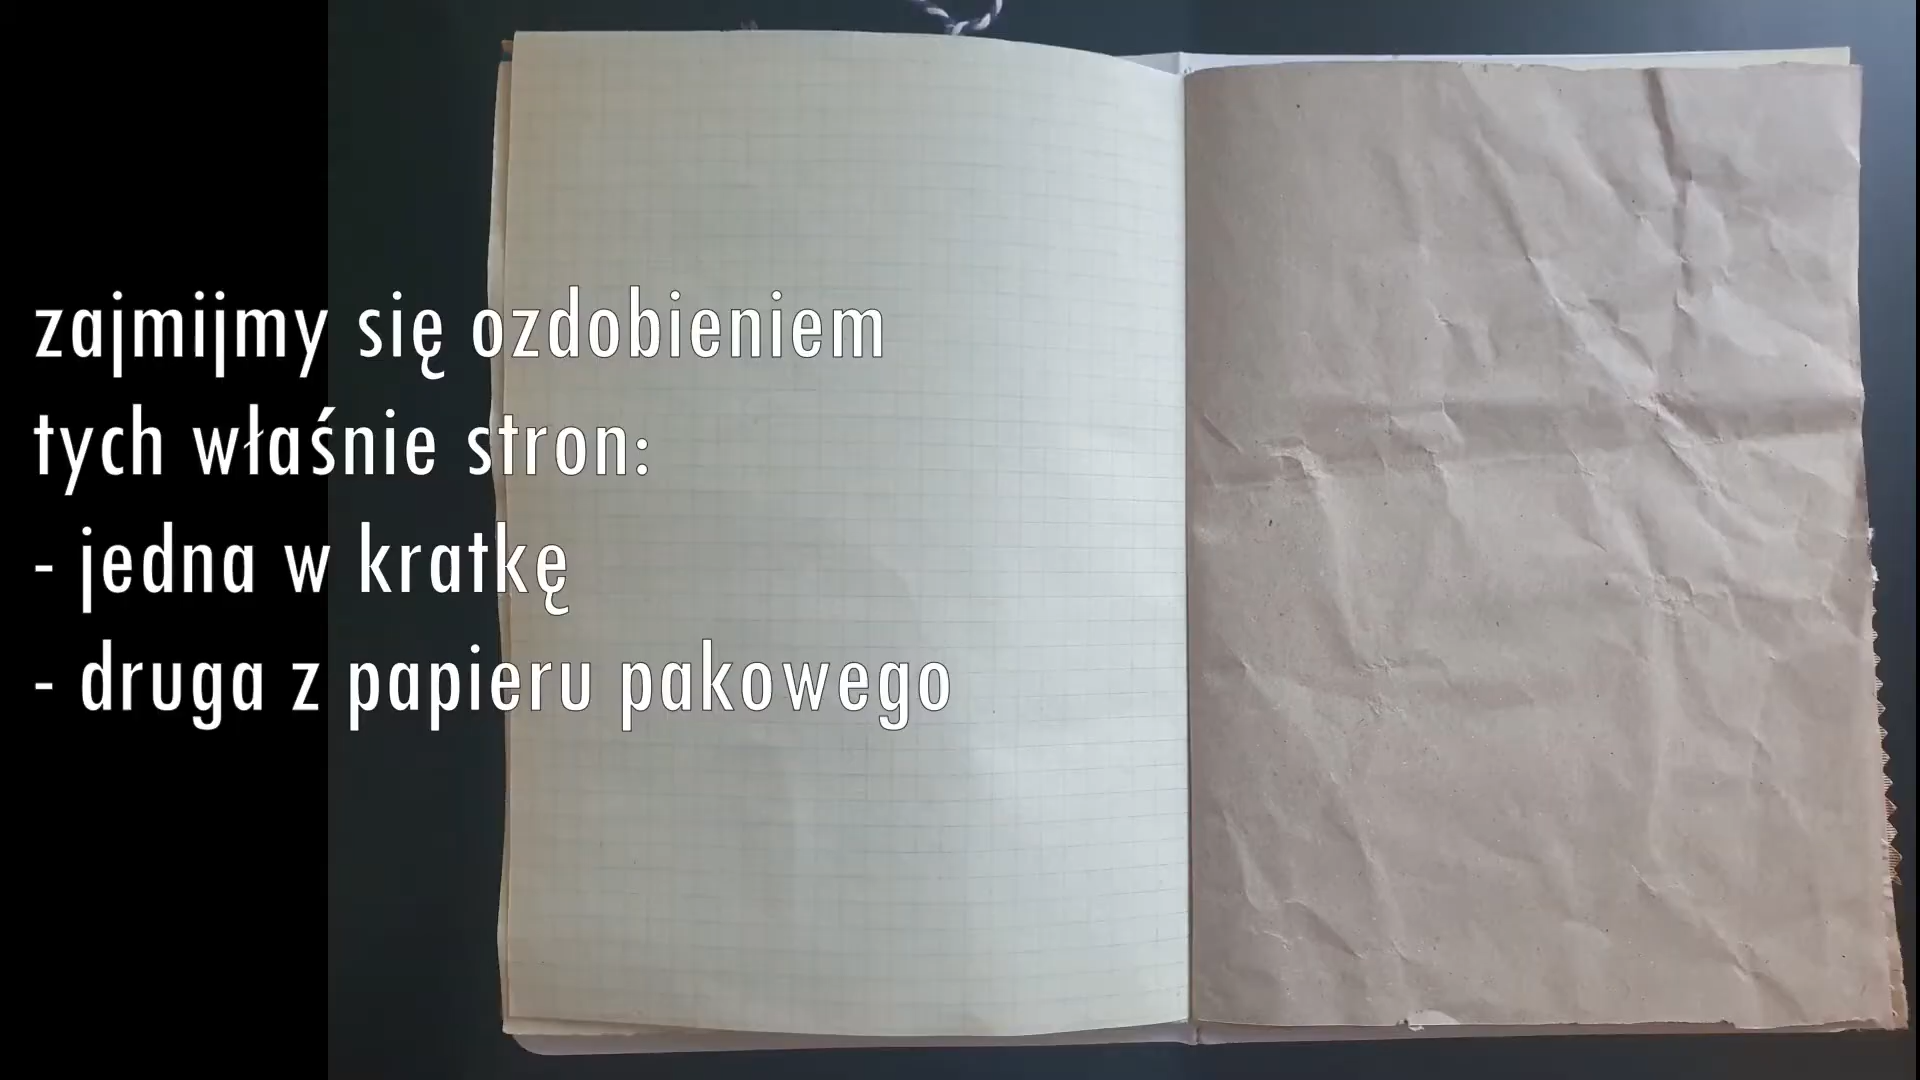 zajmijmy się ozdobieniem
tych właśnie stron:
- jedna w kratkę
- druga z papieru pakowego